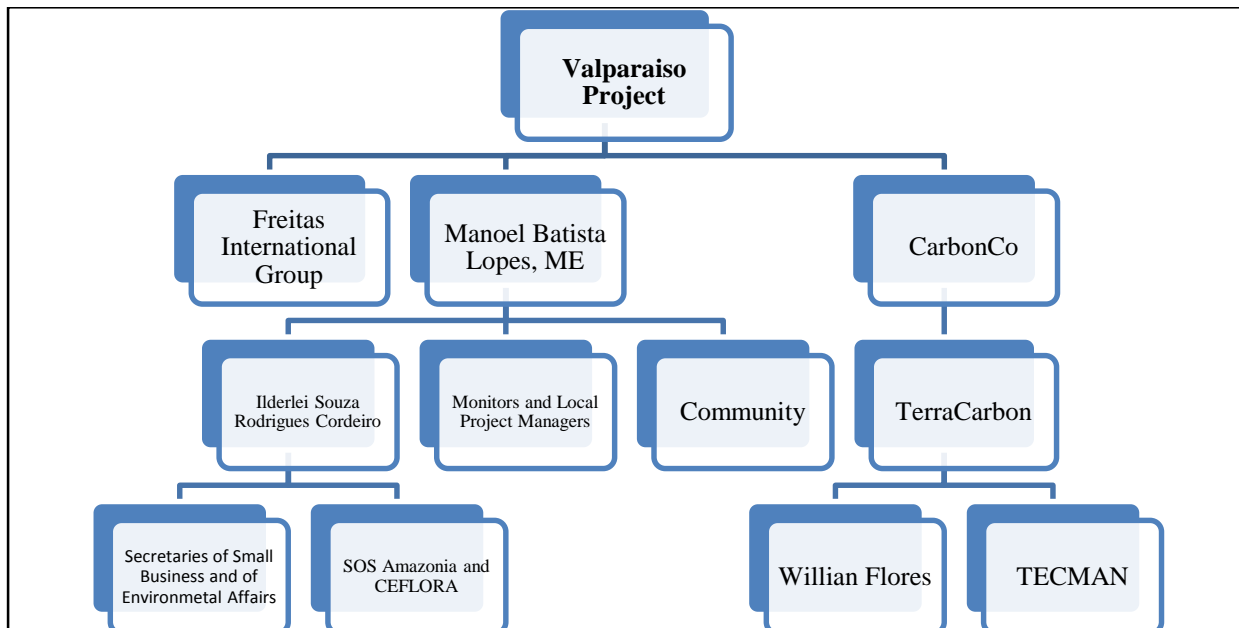 Valparaiso
Project
Freitas
International
Group
Manoel Batista
Lopes, ME
CarbonCo
Ilderlei Souza
Rodrigues Cordeiro
Monitors and Local
Project Managers
Community
TerraCarbon
Secretaries of Small
Business and of
Environmetal Affairs
SOS Amazonia and
CEFLORA
Willian Flores
TECMAN